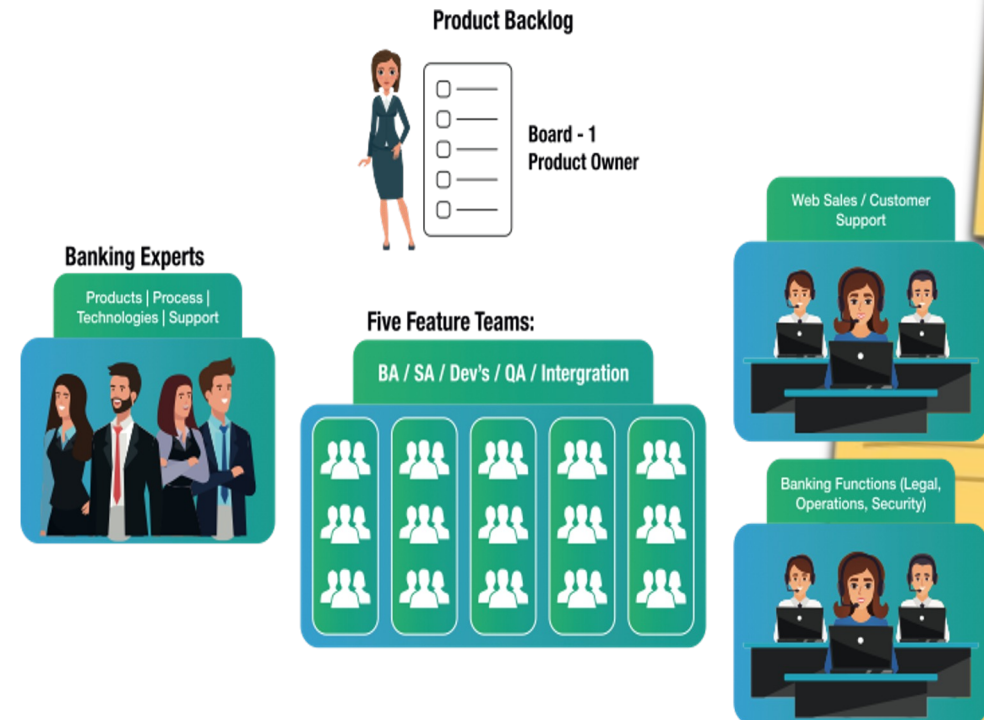 Product Backlog
Board - 1
Product Owner
Web Sales / Customer
Support
Banking Experts
Products | Process |
Technologies | Support
Five Feature Teams:
BA / SA / Dev's / QA / Intergration
Banking Functions (Legal,
Operations, Security)